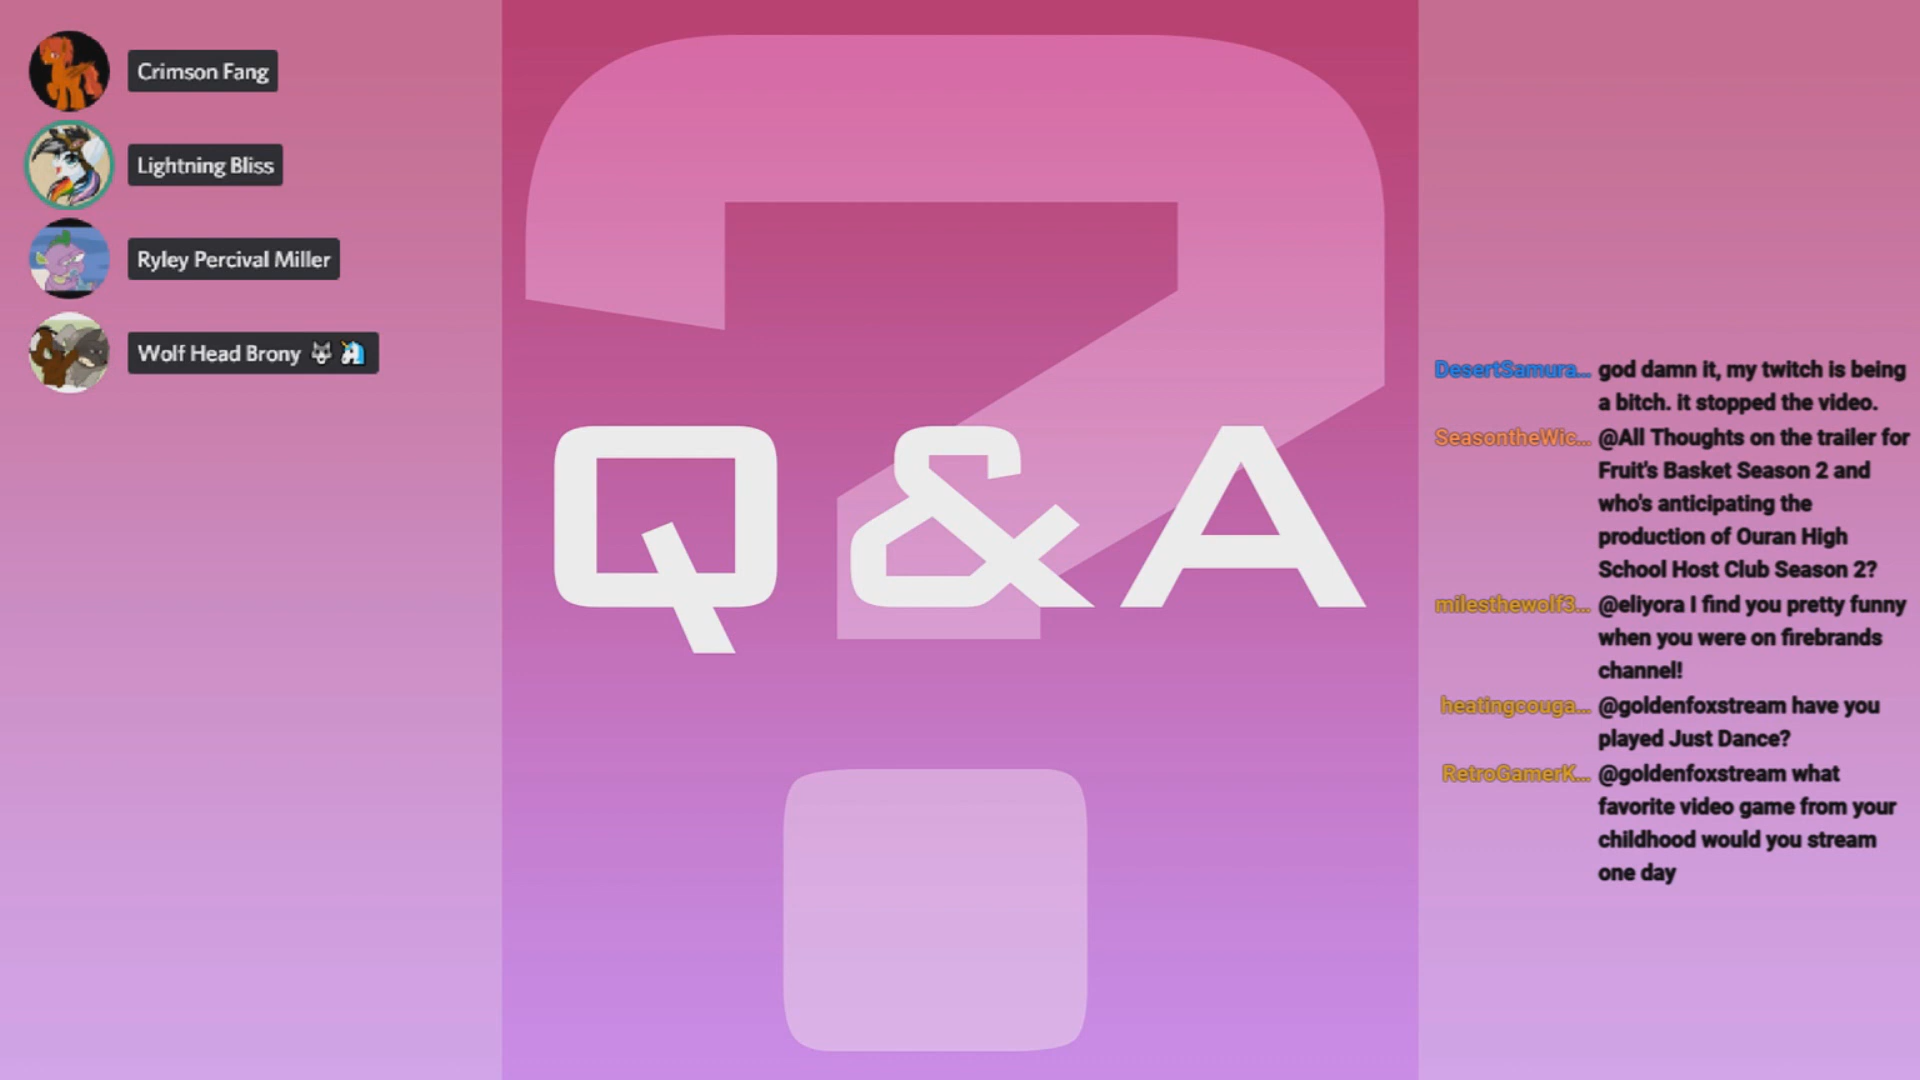 Crimson Fang
Lightning Bliss
Ryley Percival Miller
Wolf Head Brony 🐺 🦄
Q & A
DesertSamura... god damn it, my twitch is being
a bitch. it stopped the video.
SeasontheWic... @All Thoughts on the trailer for
Fruit's Basket Season 2 and
who's anticipating the
production of Ouran High
School Host Club Season 2?
milesthewolf3... @eliyora I find you pretty funny
when you were on firebrands
channel!
heatingcouga... @goldenfoxstream have you
played Just Dance?
RetroGamerK... @goldenfoxstream what
favorite video game from your
childhood would you stream
one day